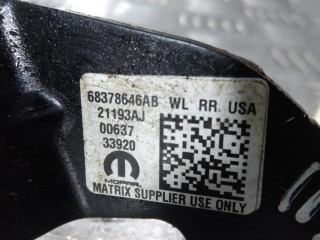 68378646AB WL RR USA
21193AJ
00637
33920
MOPAR
MATRIX SUPPLIER USE ONLY